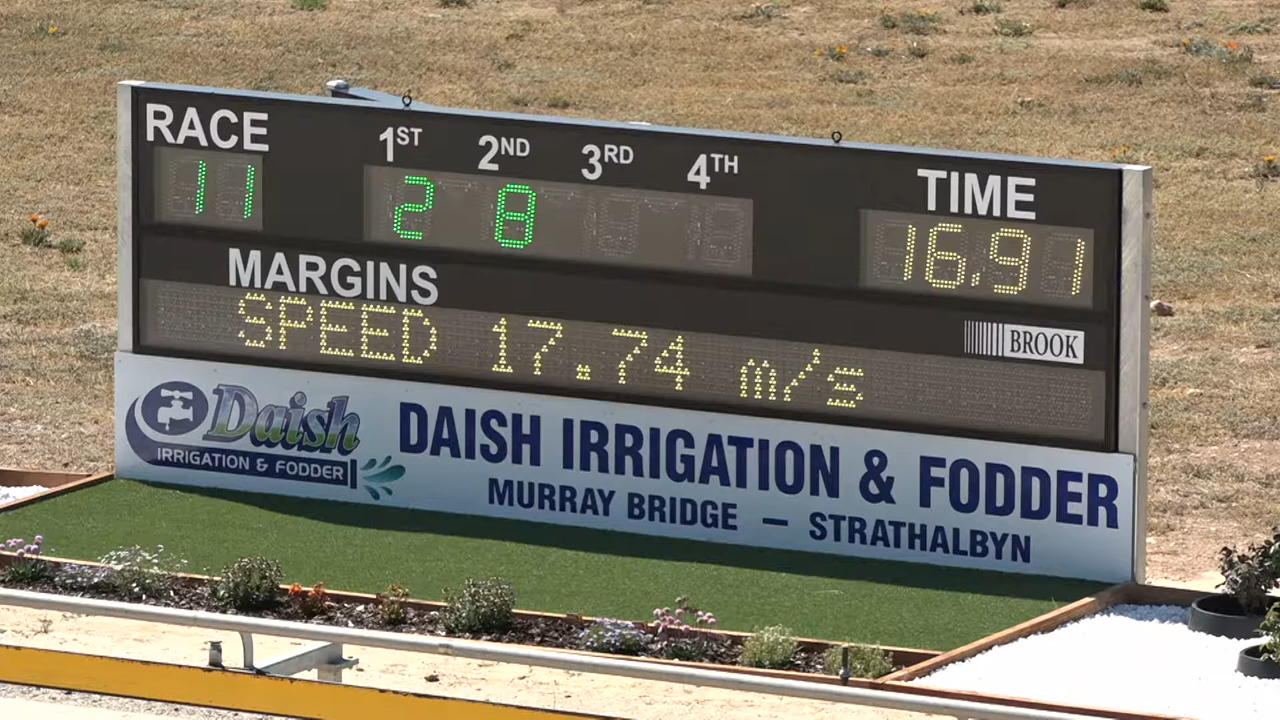 RACE 1ST 2ND 3RD 4TH TIME
11 2 8 16.91
MARGINS
BROOK
SPEED 17.74 m/s
Daish
IRRIGATION & FODDER
DAISH IRRIGATION & FODDER
MURRAY BRIDGE – STRATHALBYN